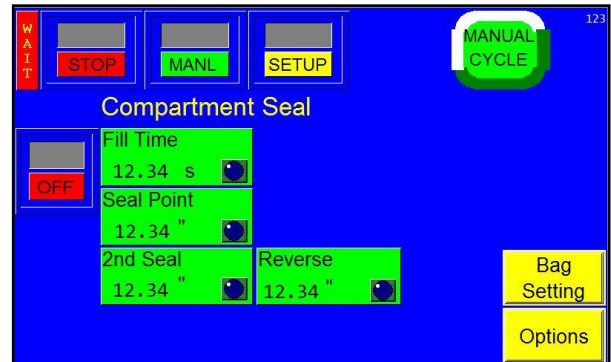 WAIT
STOP
MANL
SETUP
MANUAL
CYCLE
123
Compartment Seal
OFF
Fill Time
12.34 s
Seal Point
12.34 "
2nd Seal
12.34 "
Reverse
12.34 "
Bag
Setting
Options